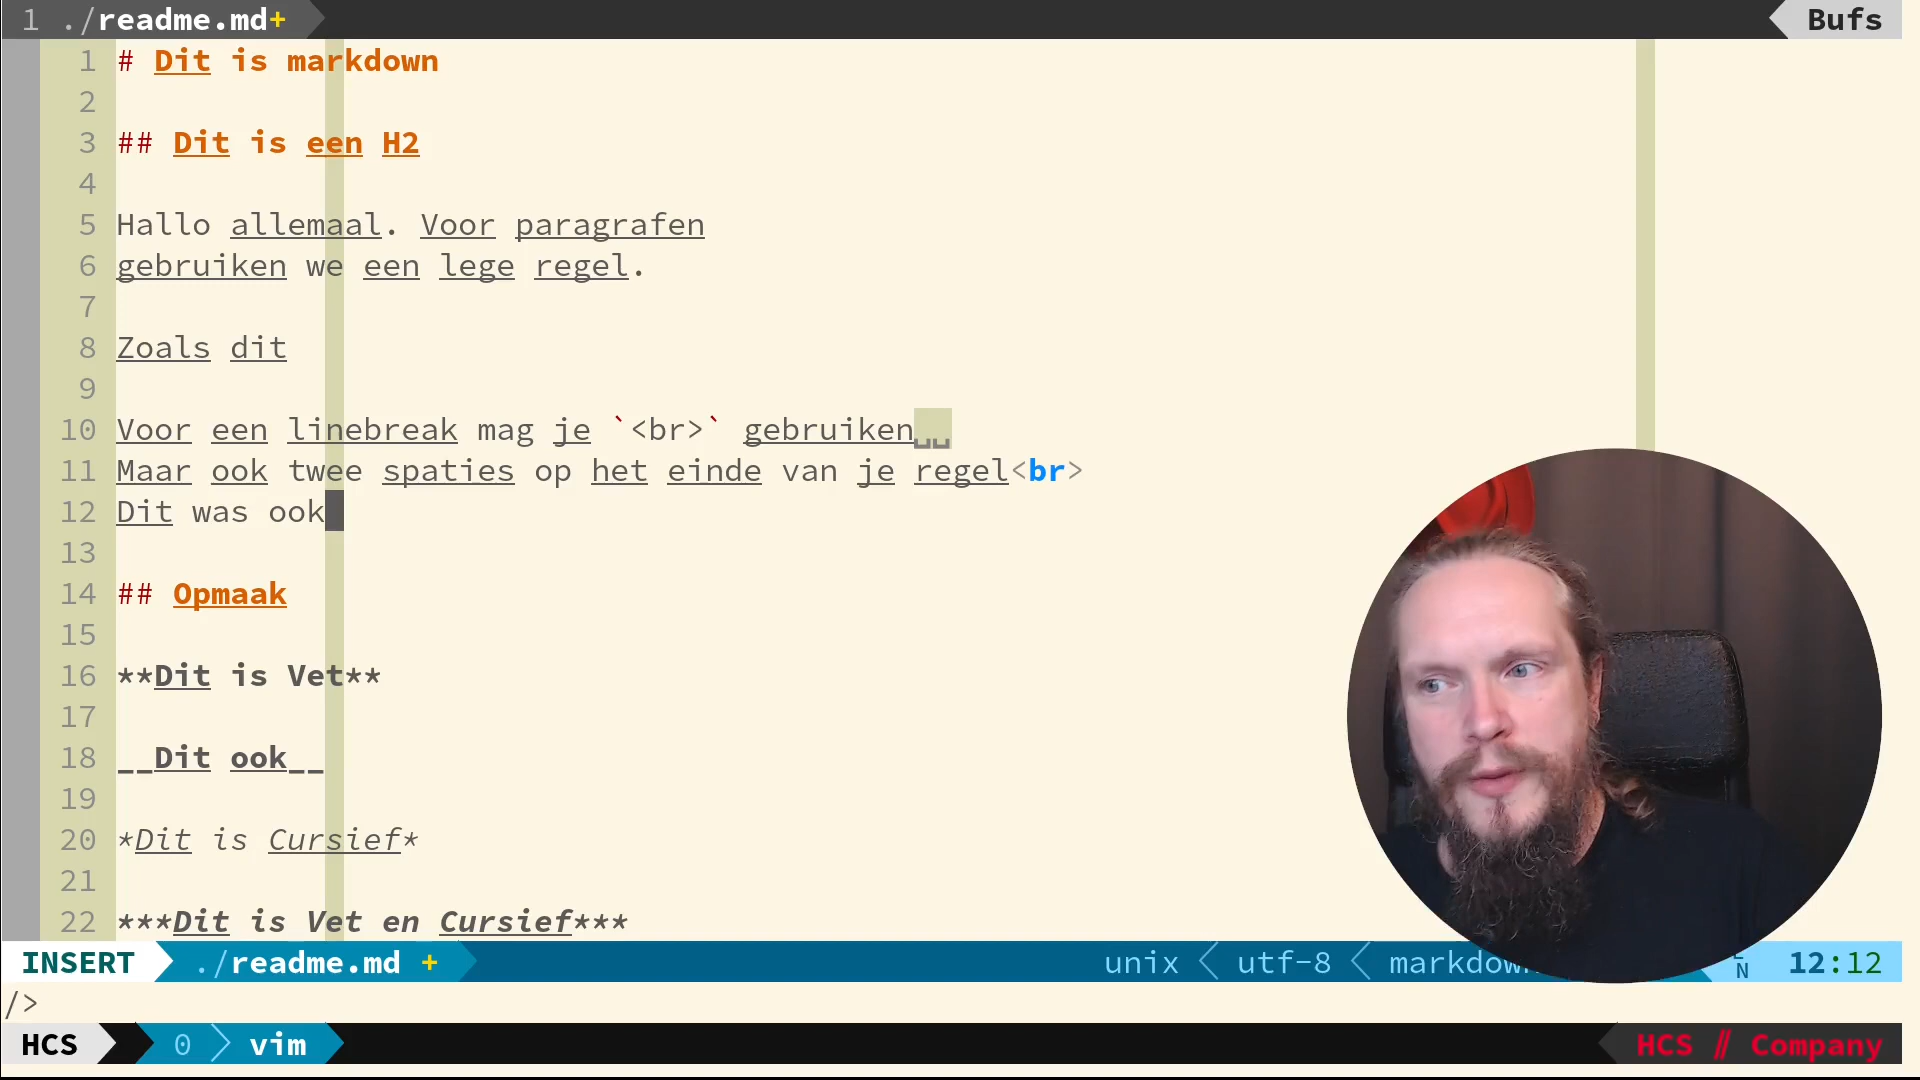 1 ./readme.md+ Bufs
1 # Dit is markdown
2
3 ## Dit is een H2
4
5 Hallo allemaal. Voor paragrafen
6 gebruiken we een lege regel.
7
8 Zoals dit
9
10 Voor een linebreak mag je `<br>` gebruiken␣␣
11 Maar ook twee spaties op het einde van je regel<br>
12 Dit was ook
13
14 ## Opmaak
15
16 **Dit is Vet**
17
18 __Dit ook__
19
20 *Dit is Cursief*
21
22 ***Dit is Vet en Cursief***
INSERT ./readme.md + unix utf-8 markdown N 12:12
/>
HCS 0 vim HCS // Company